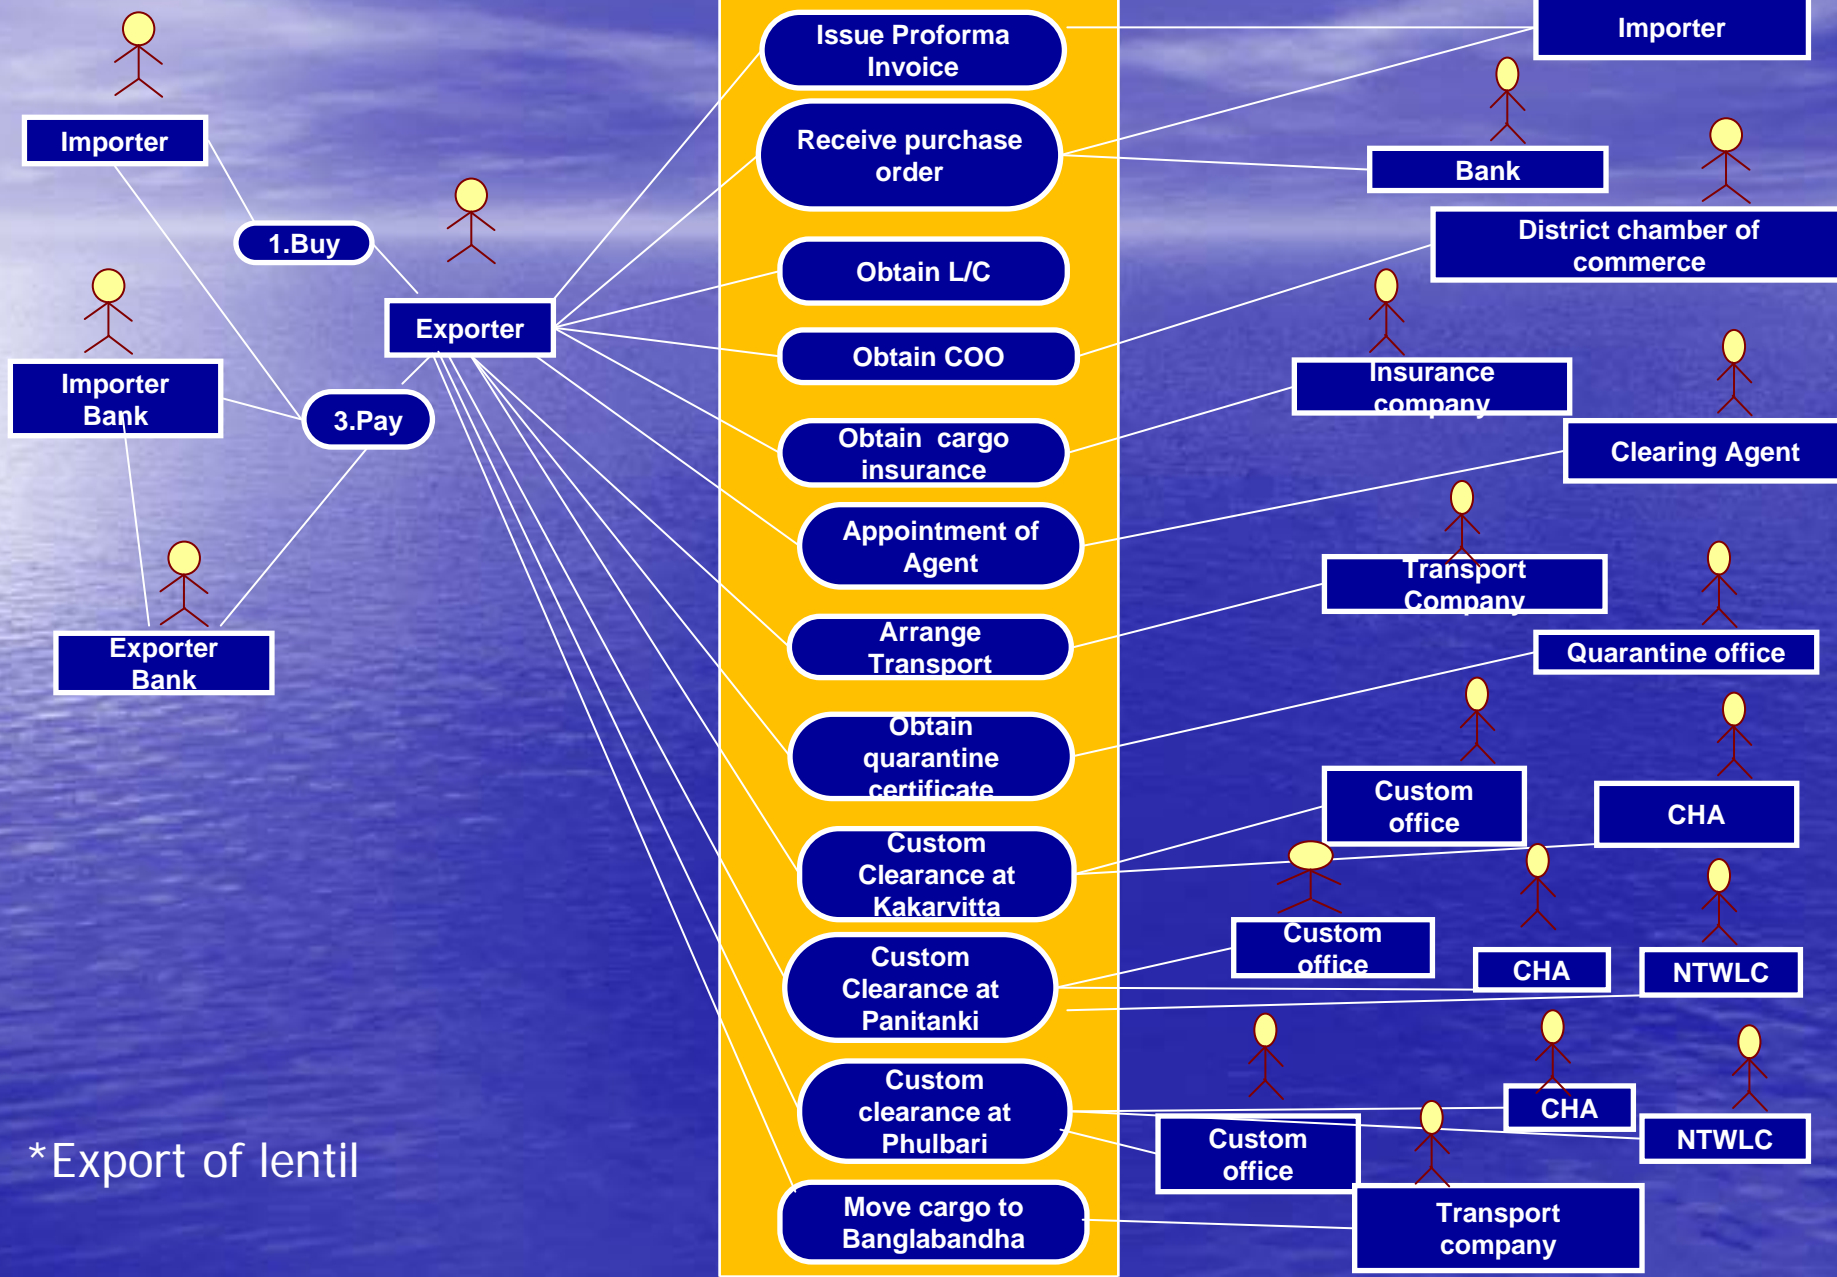 Importer
1.Buy
Importer
Bank
3.Pay
Exporter
Bank
Exporter
Issue Proforma
Invoice
Receive purchase
order
Obtain L/C
Obtain COO
Obtain cargo
insurance
Appointment of
Agent
Arrange
Transport
Obtain
quarantine
certificate
Custom
Clearance at
Kakarvitta
Custom
Clearance at
Panitanki
Custom
clearance at
Phulbari
Move cargo to
Banglabandha
Importer
Bank
District chamber of
commerce
Insurance
company
Clearing Agent
Transport
Company
Quarantine office
Custom
office
CHA
Custom
office
CHA
NTWLC
CHA
Custom
office
NTWLC
Transport
company
*Export of lentil